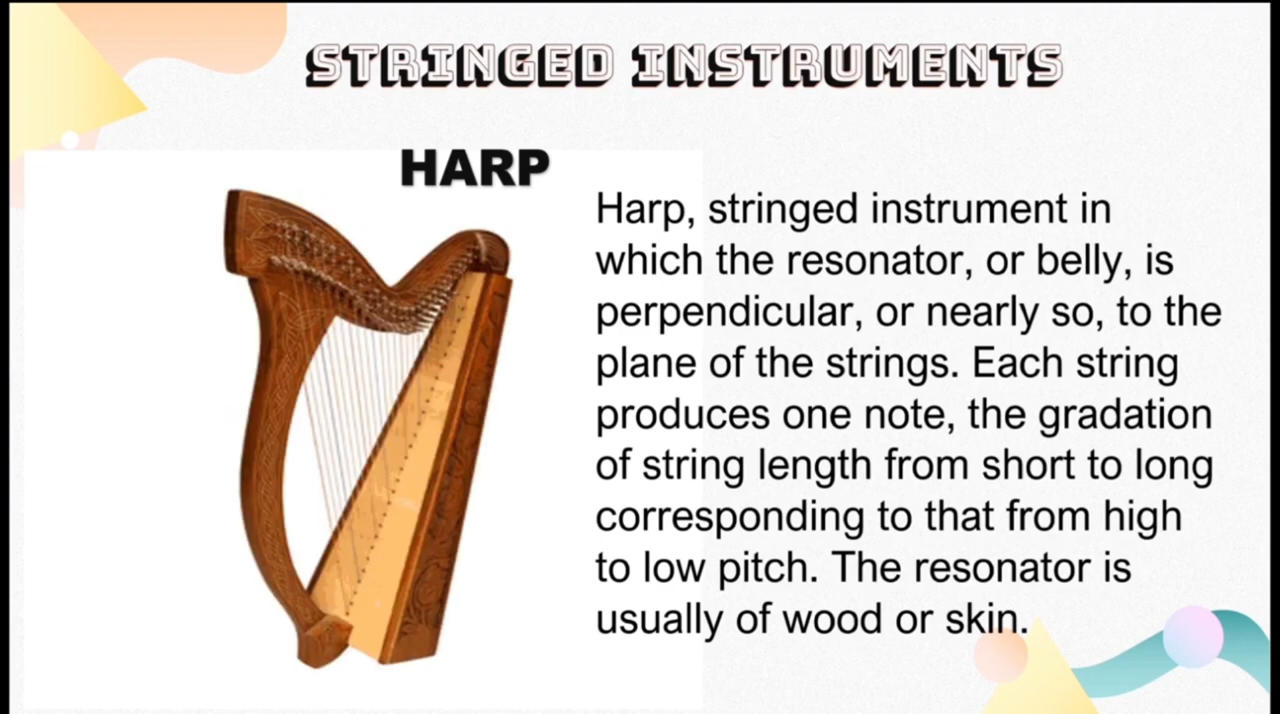 STRINGED INSTRUMENTS
HARP
Harp, stringed instrument in
which the resonator, or belly, is
perpendicular, or nearly so, to the
plane of the strings. Each string
produces one note, the gradation
of string length from short to long
corresponding to that from high
to low pitch. The resonator is
usually of wood or skin.